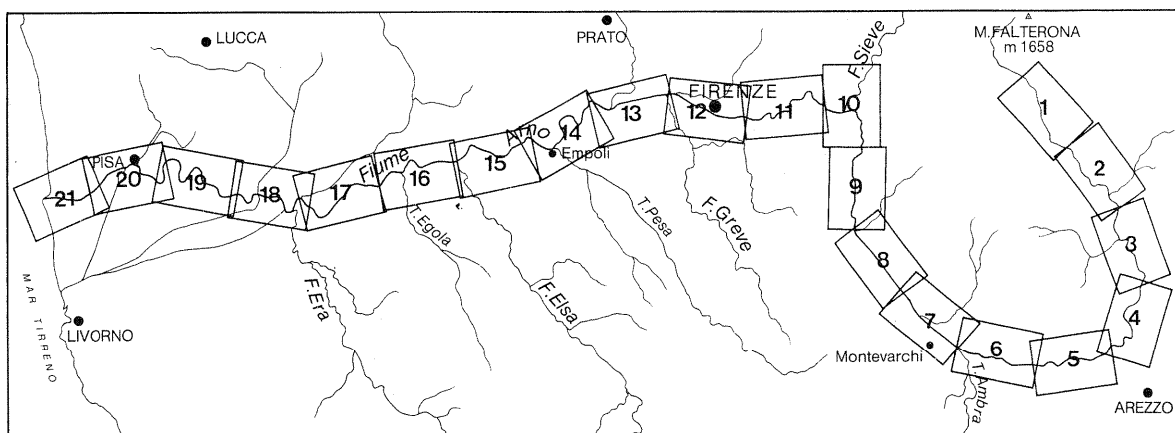 LUCCA
PRATO
F.Sieve
M.FALTERONA
m 1658
FIRENZE
1
2
3
4
5
6
7
8
9
10
11
12
13
14
15
16
17
18
19
20
21
PISA
Fiume
Arno
Empoli
T.Egola
T.Pesa
F.Greve
F.Era
F.Elsa
MAR TIRRENO
LIVORNO
Montevarchi
T.Ambra
AREZZO